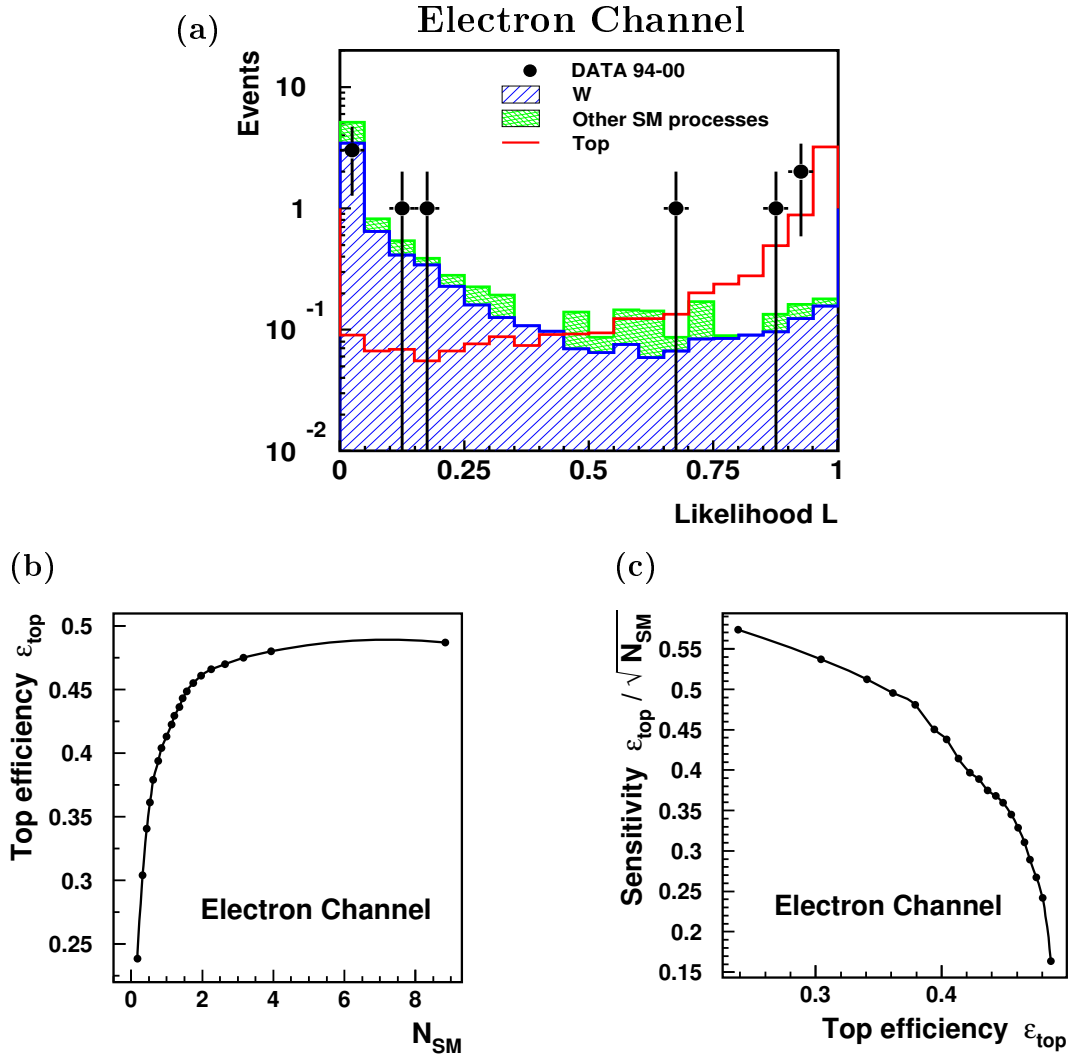 Electron Channel
(a)
Events
DATA 94-00
W
Other SM processes
Top
10
1
10 -1
10 -2
0
0.25
0.5
0.75
1
Likelihood L
(b)
Top efficiency ε_top
0.5
0.45
0.4
0.35
0.3
0.25
Electron Channel
0
2
4
6
8
N_SM
(c)
Sensitivity ε_top / √N_SM
0.55
0.5
0.45
0.4
0.35
0.3
0.25
0.2
0.15
Electron Channel
0.3
0.4
Top efficiency ε_top